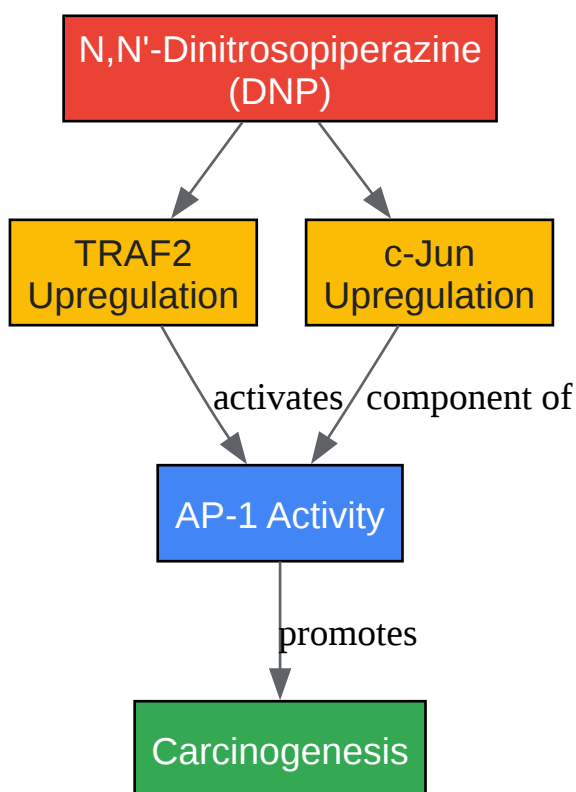 N,N'-Dinitrosopiperazine
(DNP)
TRAF2
Upregulation
c-Jun
Upregulation
activates
component of
AP-1 Activity
promotes
Carcinogenesis